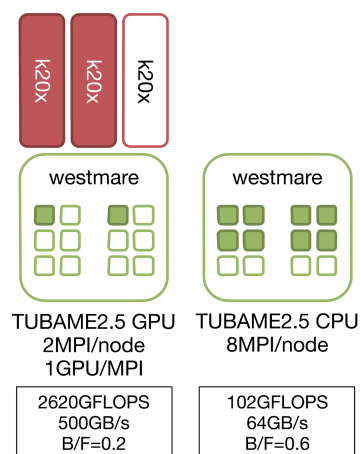 k20x
k20x
k20x
westmare
TUBAME2.5 GPU
2MPI/node
1GPU/MPI
2620GFLOPS
500GB/s
B/F=0.2
westmare
TUBAME2.5 CPU
8MPI/node
102GFLOPS
64GB/s
B/F=0.6